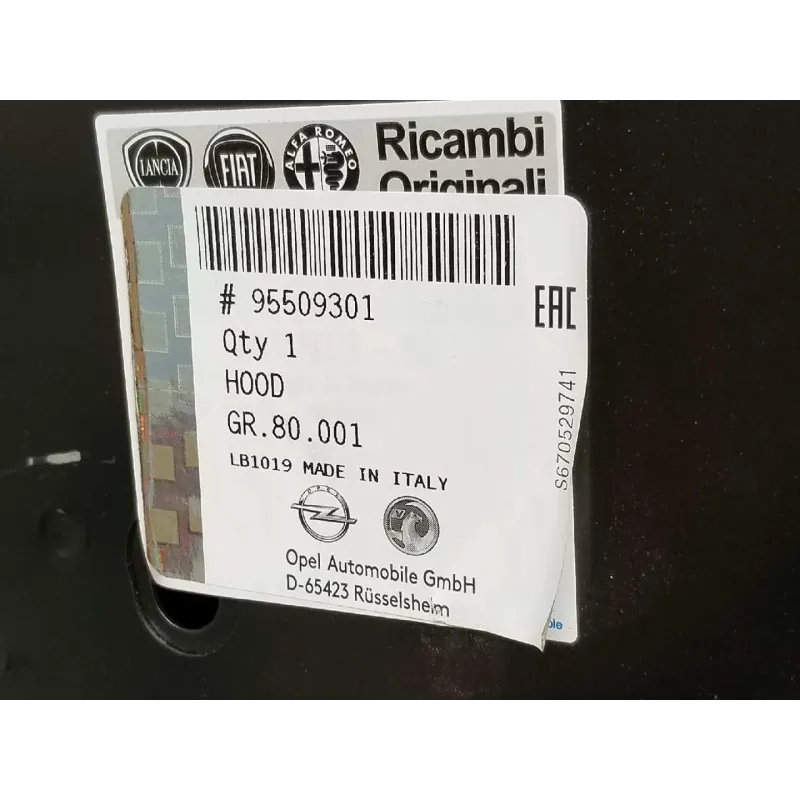 LANCIA
FIAT
ALFA ROMEO
Ricambi
Originali
# 95509301
EAC
Qty 1
HOOD
GR.80.001
LB1019 MADE IN ITALY
S670529741
OPEL
V
Opel Automobile GmbH
D-65423 Rüsselsheim